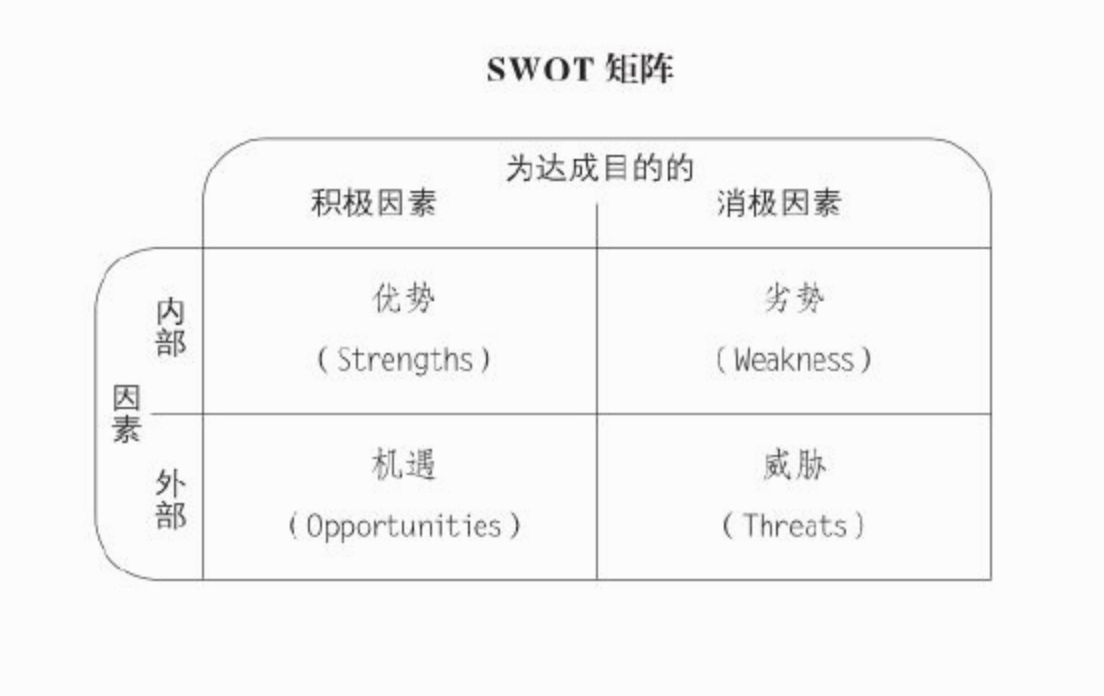 SWOT 矩阵
为达成目的的
积极因素 消极因素
内部
优势 劣势
(Strengths) (Weakness)
因素
外部
机遇 威胁
(Opportunities) (Threats)